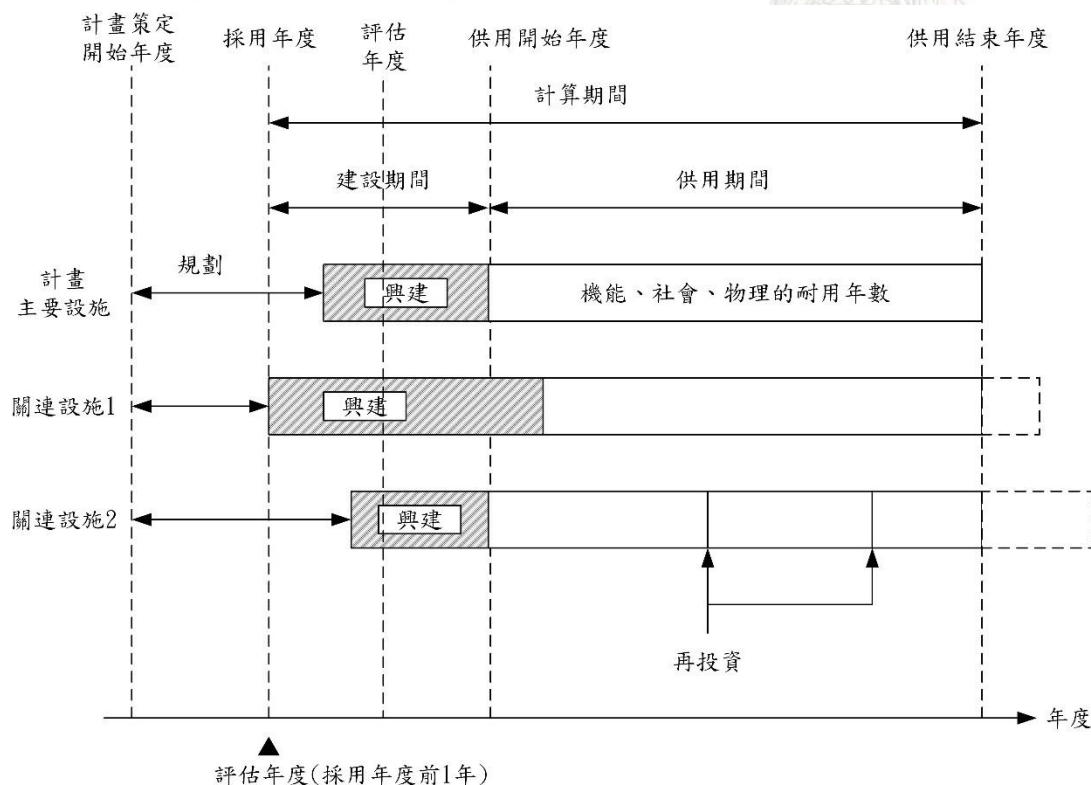 計畫策定
開始年度
採用年度
評估
年度
供用開始年度
供用結束年度
計算期間
建設期間
供用期間
計畫
主要設施
規劃
興建
機能、社會、物理的耐用年數
關連設施1
興建
關連設施2
興建
再投資
年度
評估年度(採用年度前1年)